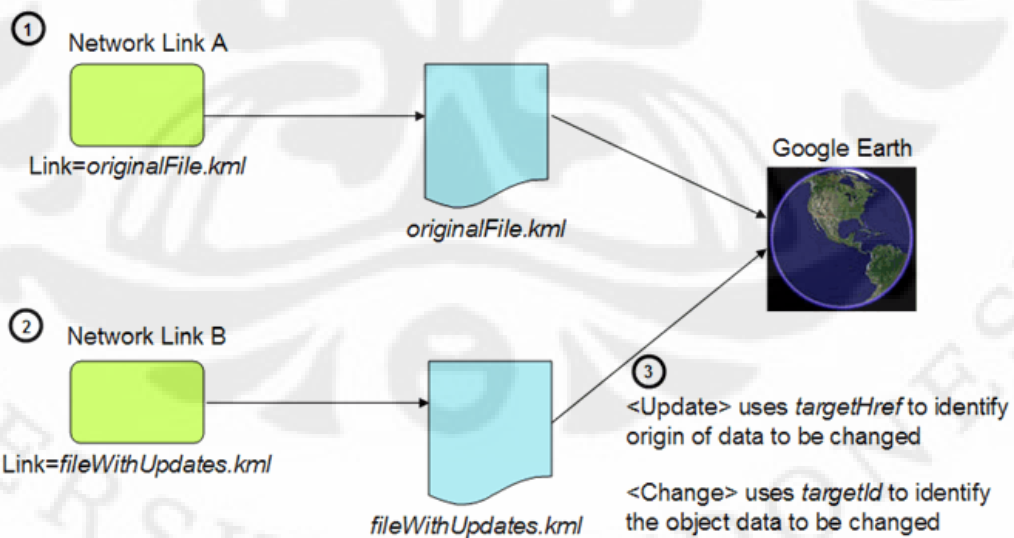 1
Network Link A
Link=originalFile.kml
originalFile.kml
Google Earth
2
Network Link B
Link=fileWithUpdates.kml
fileWithUpdates.kml
3
<Update> uses targetHref to identify
origin of data to be changed
<Change> uses targetId to identify
the object data to be changed